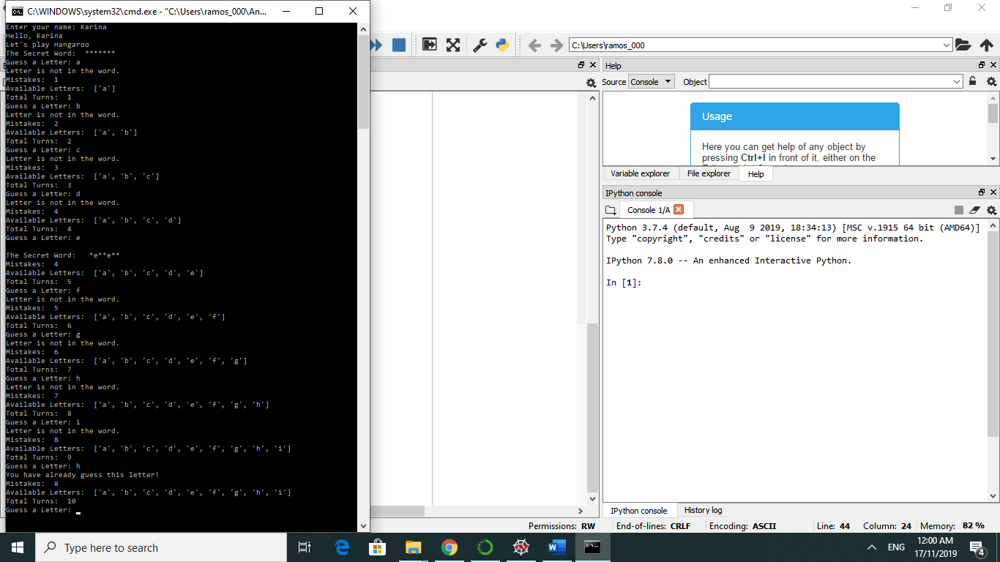 C:\WINDOWS\system32\cmd.exe - "C:\Users\ramos_000\An...
Enter your name: Karina
Hello, Karina
Let's play Hangaroo
The Secret Word:  *******
Guess a Letter: a
Letter is not in the word.
Mistakes:  1
Available Letters:  ['a']
Total Turns:  1
Guess a Letter: b
Letter is not in the word.
Mistakes:  2
Available Letters:  ['a', 'b']
Total Turns:  2
Guess a Letter: c
Letter is not in the word.
Mistakes:  3
Available Letters:  ['a', 'b', 'c']
Total Turns:  3
Guess a Letter: d
Letter is not in the word.
Mistakes:  4
Available Letters:  ['a', 'b', 'c', 'd']
Total Turns:  4
Guess a Letter: e
The Secret Word:   *e**e**
Mistakes:  4
Available Letters:  ['a', 'b', 'c', 'd', 'e']
Total Turns:  5
Guess a Letter: f
Letter is not in the word.
Mistakes:  5
Available Letters:  ['a', 'b', 'c', 'd', 'e', 'f']
Total Turns:  6
Guess a Letter: g
Letter is not in the word.
Mistakes:  6
Available Letters:  ['a', 'b', 'c', 'd', 'e', 'f', 'g']
Total Turns:  7
Guess a Letter: h
Letter is not in the word.
Mistakes:  7
Available Letters:  ['a', 'b', 'c', 'd', 'e', 'f', 'g', 'h']
Total Turns:  8
Guess a Letter: i
Letter is not in the word.
Mistakes:  8
Available Letters:  ['a', 'b', 'c', 'd', 'e', 'f', 'g', 'h', 'i']
Total Turns:  9
Guess a Letter: h
You have already guess this letter!
Mistakes:  8
Available Letters:  ['a', 'b', 'c', 'd', 'e', 'f', 'g', 'h', 'i']
Total Turns:  10
Guess a Letter:
C:\Users\ramos_000
Help
Source Console Object
Usage
Here you can get help of any object by
pressing Ctrl+I in front of it, either on the
Variable explorer File explorer Help
IPython console
Console 1/A
Python 3.7.4 (default, Aug  9 2019, 18:34:13) [MSC v.1915 64 bit (AMD64)]
Type "copyright", "credits" or "license" for more information.
IPython 7.8.0 -- An enhanced Interactive Python.
In [1]:
IPython console History log
Permissions: RW End-of-lines: CRLF Encoding: ASCII Line: 44 Column: 24 Memory: 82 %
Type here to search
ENG
12:00 AM
17/11/2019
4